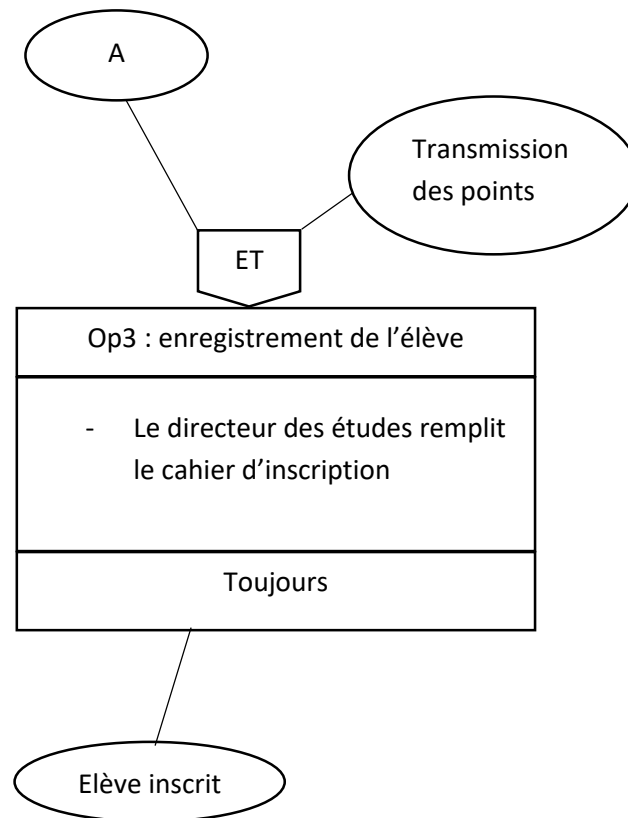 A
Transmission
des points
ET
Op3 : enregistrement de l’élève
- Le directeur des études remplit
le cahier d’inscription
Toujours
Elève inscrit